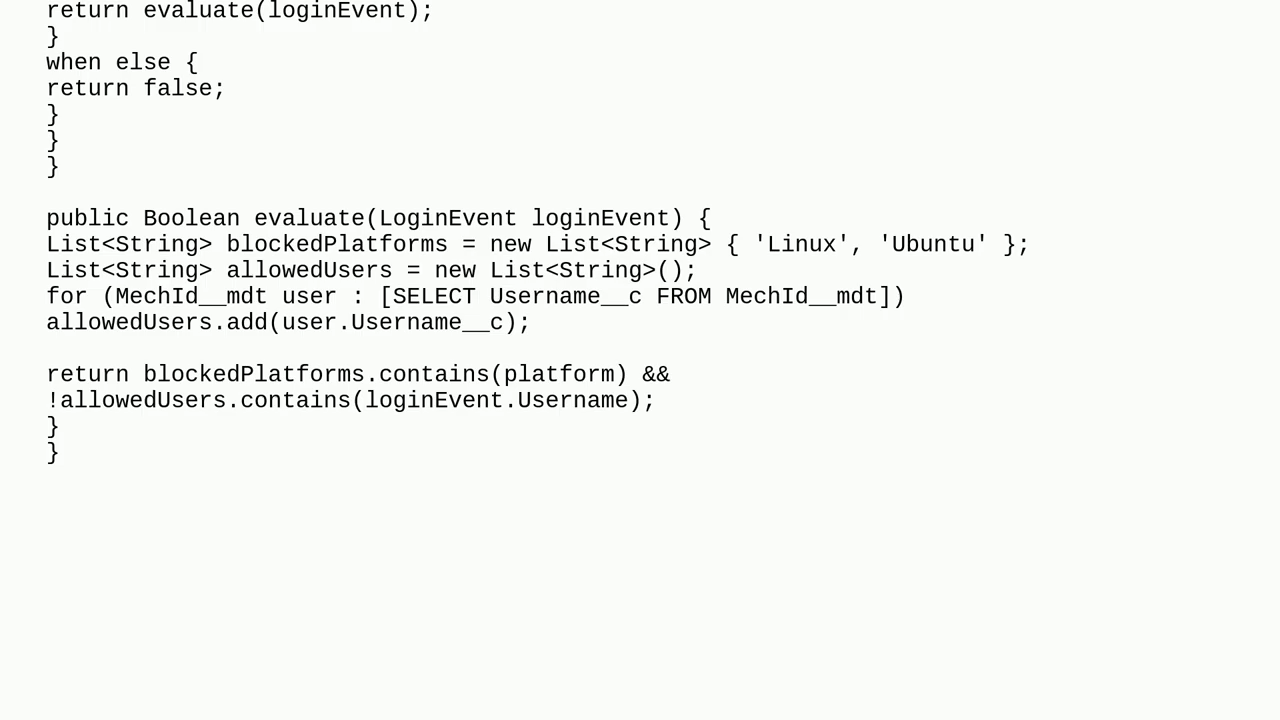 return evaluate(loginEvent);
}
when else {
return false;
}
}
}
public Boolean evaluate(LoginEvent loginEvent) {
List<String> blockedPlatforms = new List<String> { 'Linux', 'Ubuntu' };
List<String> allowedUsers = new List<String>();
for (MechId__mdt user : [SELECT Username__c FROM MechId__mdt])
allowedUsers.add(user.Username__c);
return blockedPlatforms.contains(platform) &&
!allowedUsers.contains(loginEvent.Username);
}
}